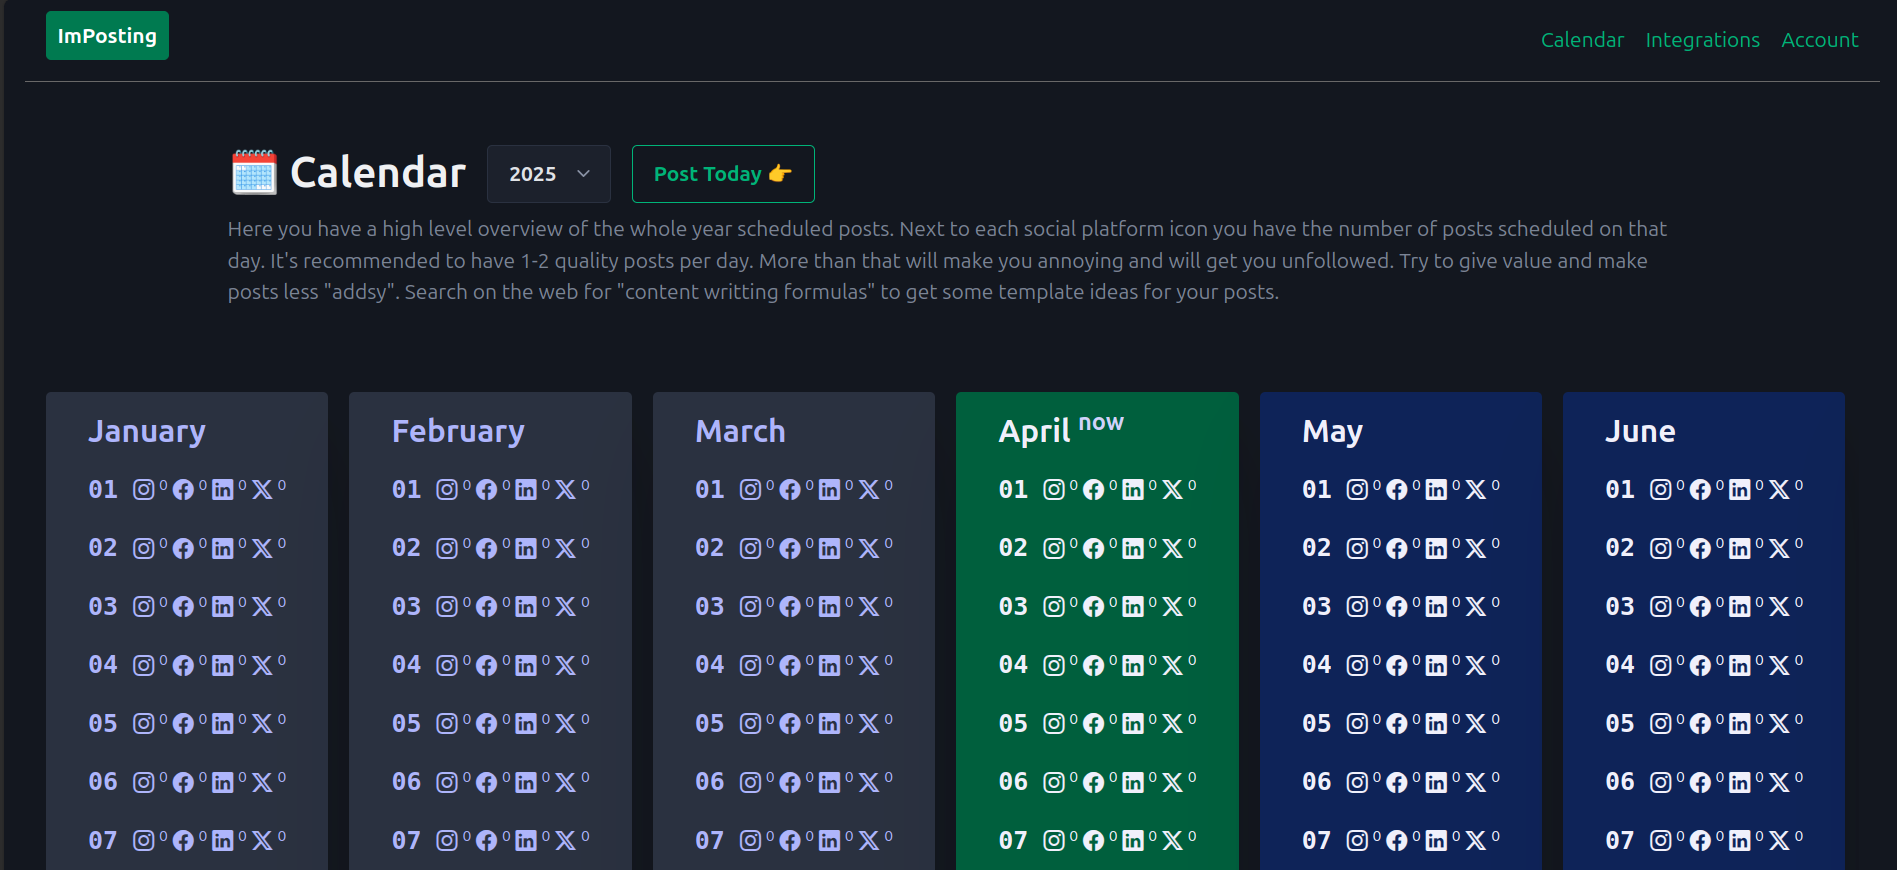 ImPosting
Calendar Integrations Account
Calendar 2025 Post Today
Here you have a high level overview of the whole year scheduled posts. Next to each social platform icon you have the number of posts scheduled on that
day. It's recommended to have 1-2 quality posts per day. More than that will make you annoying and will get you unfollowed. Try to give value and make
posts less "addsy". Search on the web for "content writting formulas" to get some template ideas for your posts.
January February March April now May June
01 0 0 0 0 01 0 0 0 0 01 0 0 0 0 01 0 0 0 0 01 0 0 0 0 01 0 0 0 0
02 0 0 0 0 02 0 0 0 0 02 0 0 0 0 02 0 0 0 0 02 0 0 0 0 02 0 0 0 0
03 0 0 0 0 03 0 0 0 0 03 0 0 0 0 03 0 0 0 0 03 0 0 0 0 03 0 0 0 0
04 0 0 0 0 04 0 0 0 0 04 0 0 0 0 04 0 0 0 0 04 0 0 0 0 04 0 0 0 0
05 0 0 0 0 05 0 0 0 0 05 0 0 0 0 05 0 0 0 0 05 0 0 0 0 05 0 0 0 0
06 0 0 0 0 06 0 0 0 0 06 0 0 0 0 06 0 0 0 0 06 0 0 0 0 06 0 0 0 0
07 0 0 0 0 07 0 0 0 0 07 0 0 0 0 07 0 0 0 0 07 0 0 0 0 07 0 0 0 0